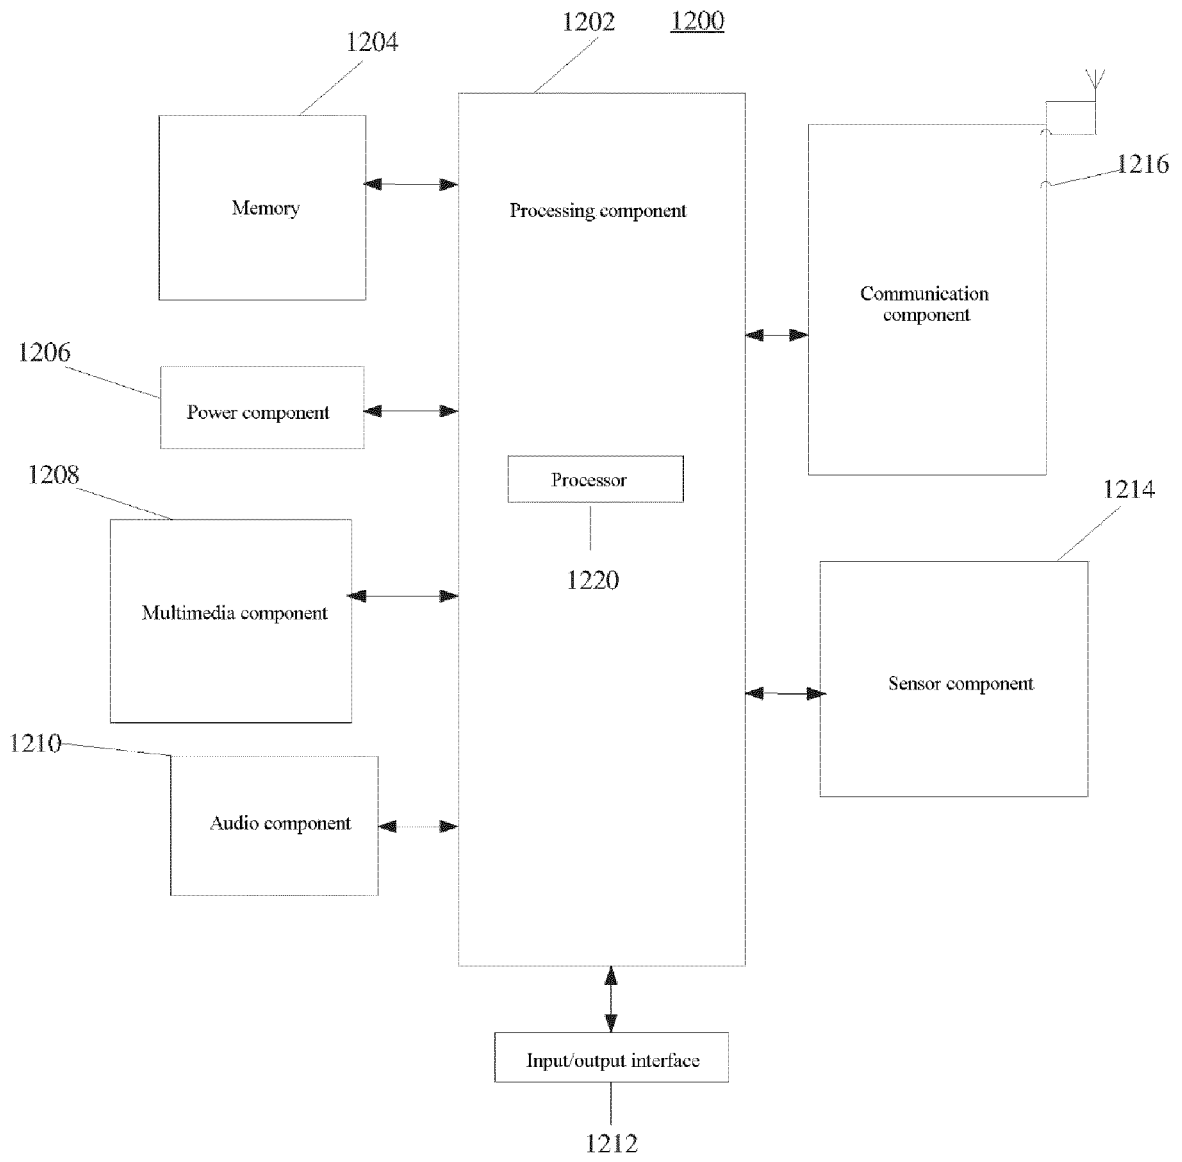 1202
1200
1204
1216
Memory
Processing component
Communication
component
1206
Power component
1208
Processor
1214
1220
Multimedia component
Sensor component
1210
Audio component
Input/output interface
1212